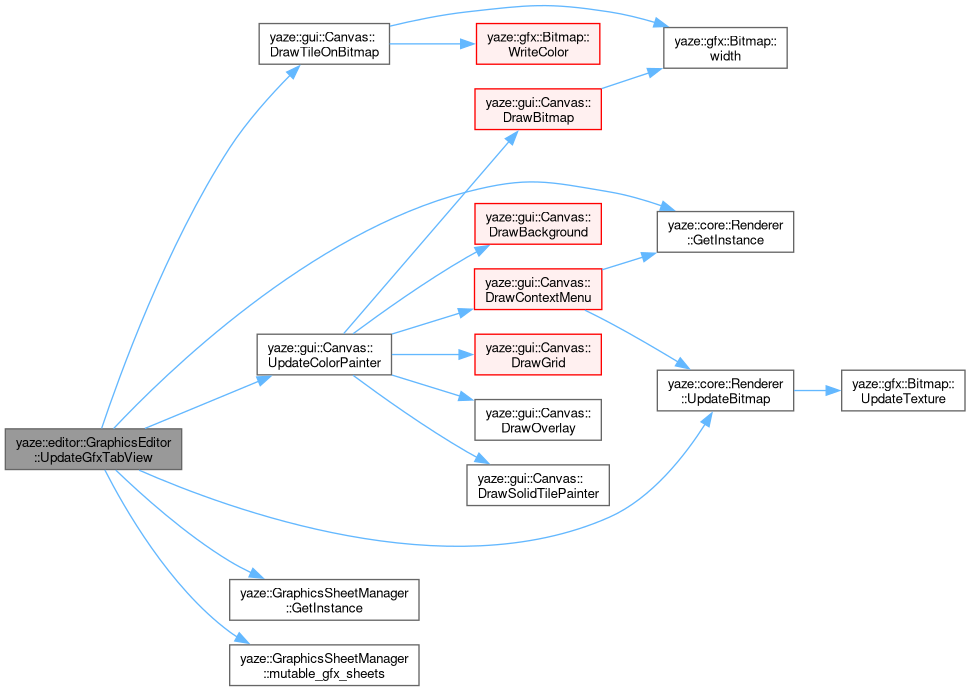 yaze::gui::Canvas::
DrawTileOnBitmap
yaze::gfx::Bitmap::
WriteColor
yaze::gfx::Bitmap::
width
yaze::gui::Canvas::
DrawBitmap
yaze::gui::Canvas::
DrawBackground
yaze::core::Renderer
::GetInstance
yaze::gui::Canvas::
DrawContextMenu
yaze::gui::Canvas::
UpdateColorPainter
yaze::gui::Canvas::
DrawGrid
yaze::core::Renderer
::UpdateBitmap
yaze::gfx::Bitmap::
UpdateTexture
yaze::gui::Canvas::
DrawOverlay
yaze::editor::GraphicsEditor
::UpdateGfxTabView
yaze::gui::Canvas::
DrawSolidTilePainter
yaze::GraphicsSheetManager
::GetInstance
yaze::GraphicsSheetManager
::mutable_gfx_sheets